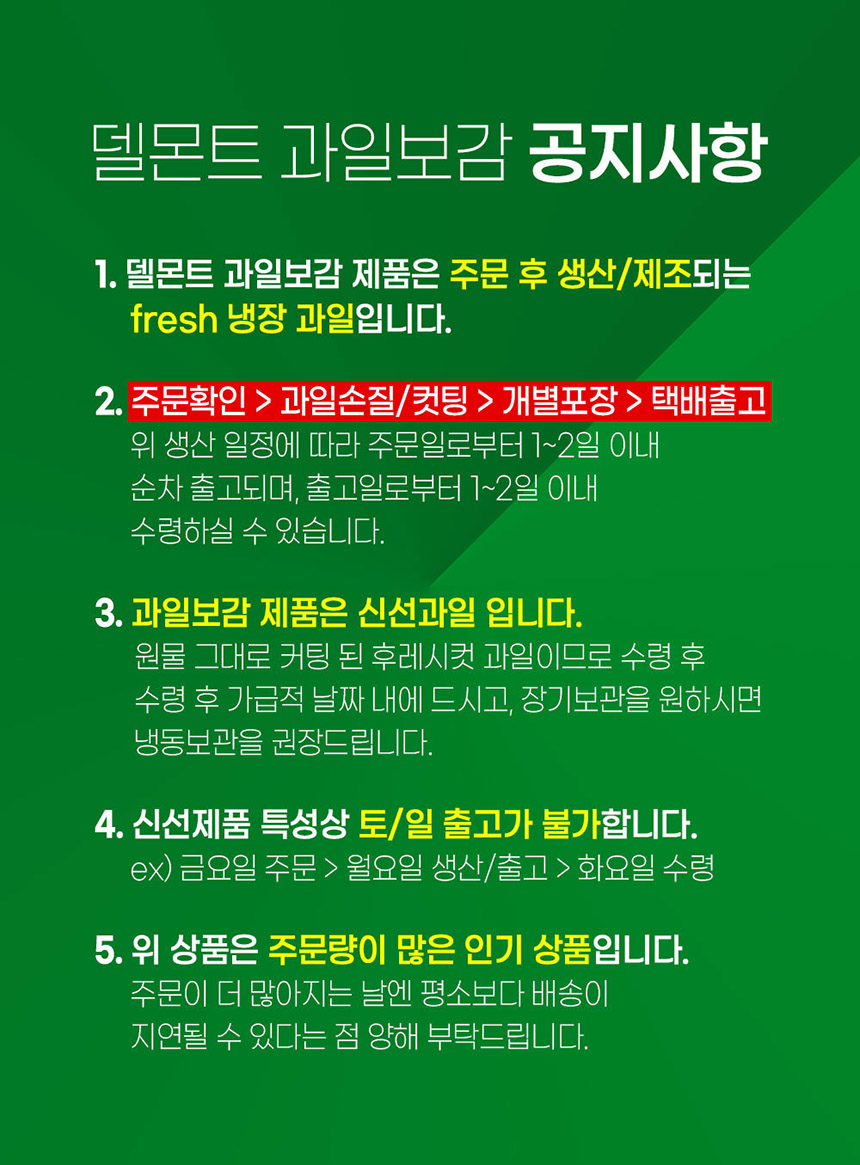 델몬트 과일보감 공지사항
1. 델몬트 과일보감 제품은 주문 후 생산/제조되는
fresh 냉장 과일입니다.
2. 주문확인 > 과일손질/컷팅 > 개별포장 > 택배출고
위 생산 일정에 따라 주문일로부터 1~2일 이내
순차 출고되며, 출고일로부터 1~2일 이내
수령하실 수 있습니다.
3. 과일보감 제품은 신선과일 입니다.
원물 그대로 커팅 된 후레시컷 과일이므로 수령 후
수령 후 가급적 날짜 내에 드시고, 장기보관을 원하시면
냉동보관을 권장드립니다.
4. 신선제품 특성상 토/일 출고가 불가합니다.
ex) 금요일 주문 > 월요일 생산/출고 > 화요일 수령
5. 위 상품은 주문량이 많은 인기 상품입니다.
주문이 더 많아지는 날엔 평소보다 배송이
지연될 수 있다는 점 양해 부탁드립니다.